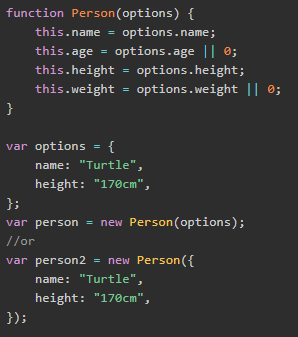 function Person(options) {
    this.name = options.name;
    this.age = options.age || 0;
    this.height = options.height;
    this.weight = options.weight || 0;
}

var options = {
    name: "Turtle",
    height: "170cm",
};
var person = new Person(options);
//or
var person2 = new Person({
    name: "Turtle",
    height: "170cm",
});